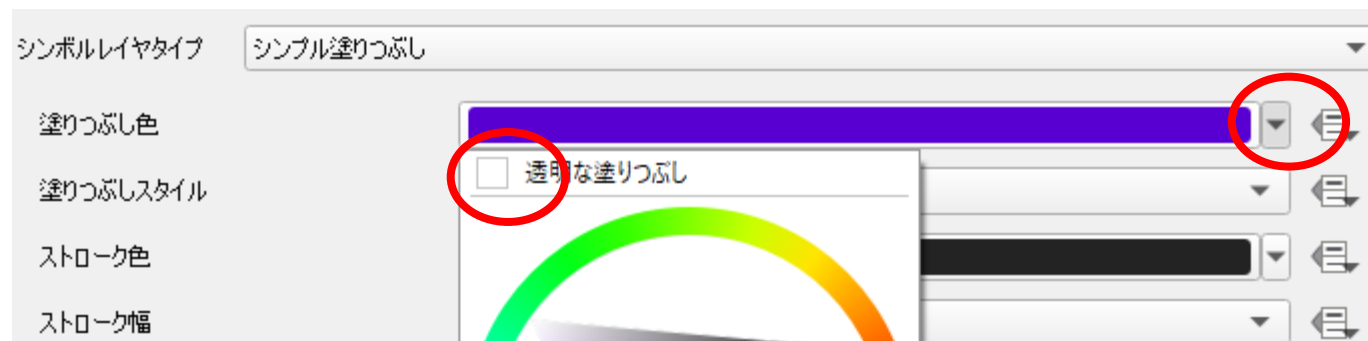 シンボルレイヤタイプ シンプル塗りつぶし
塗りつぶし色
透明な塗りつぶし
塗りつぶしスタイル
ストローク色
ストローク幅